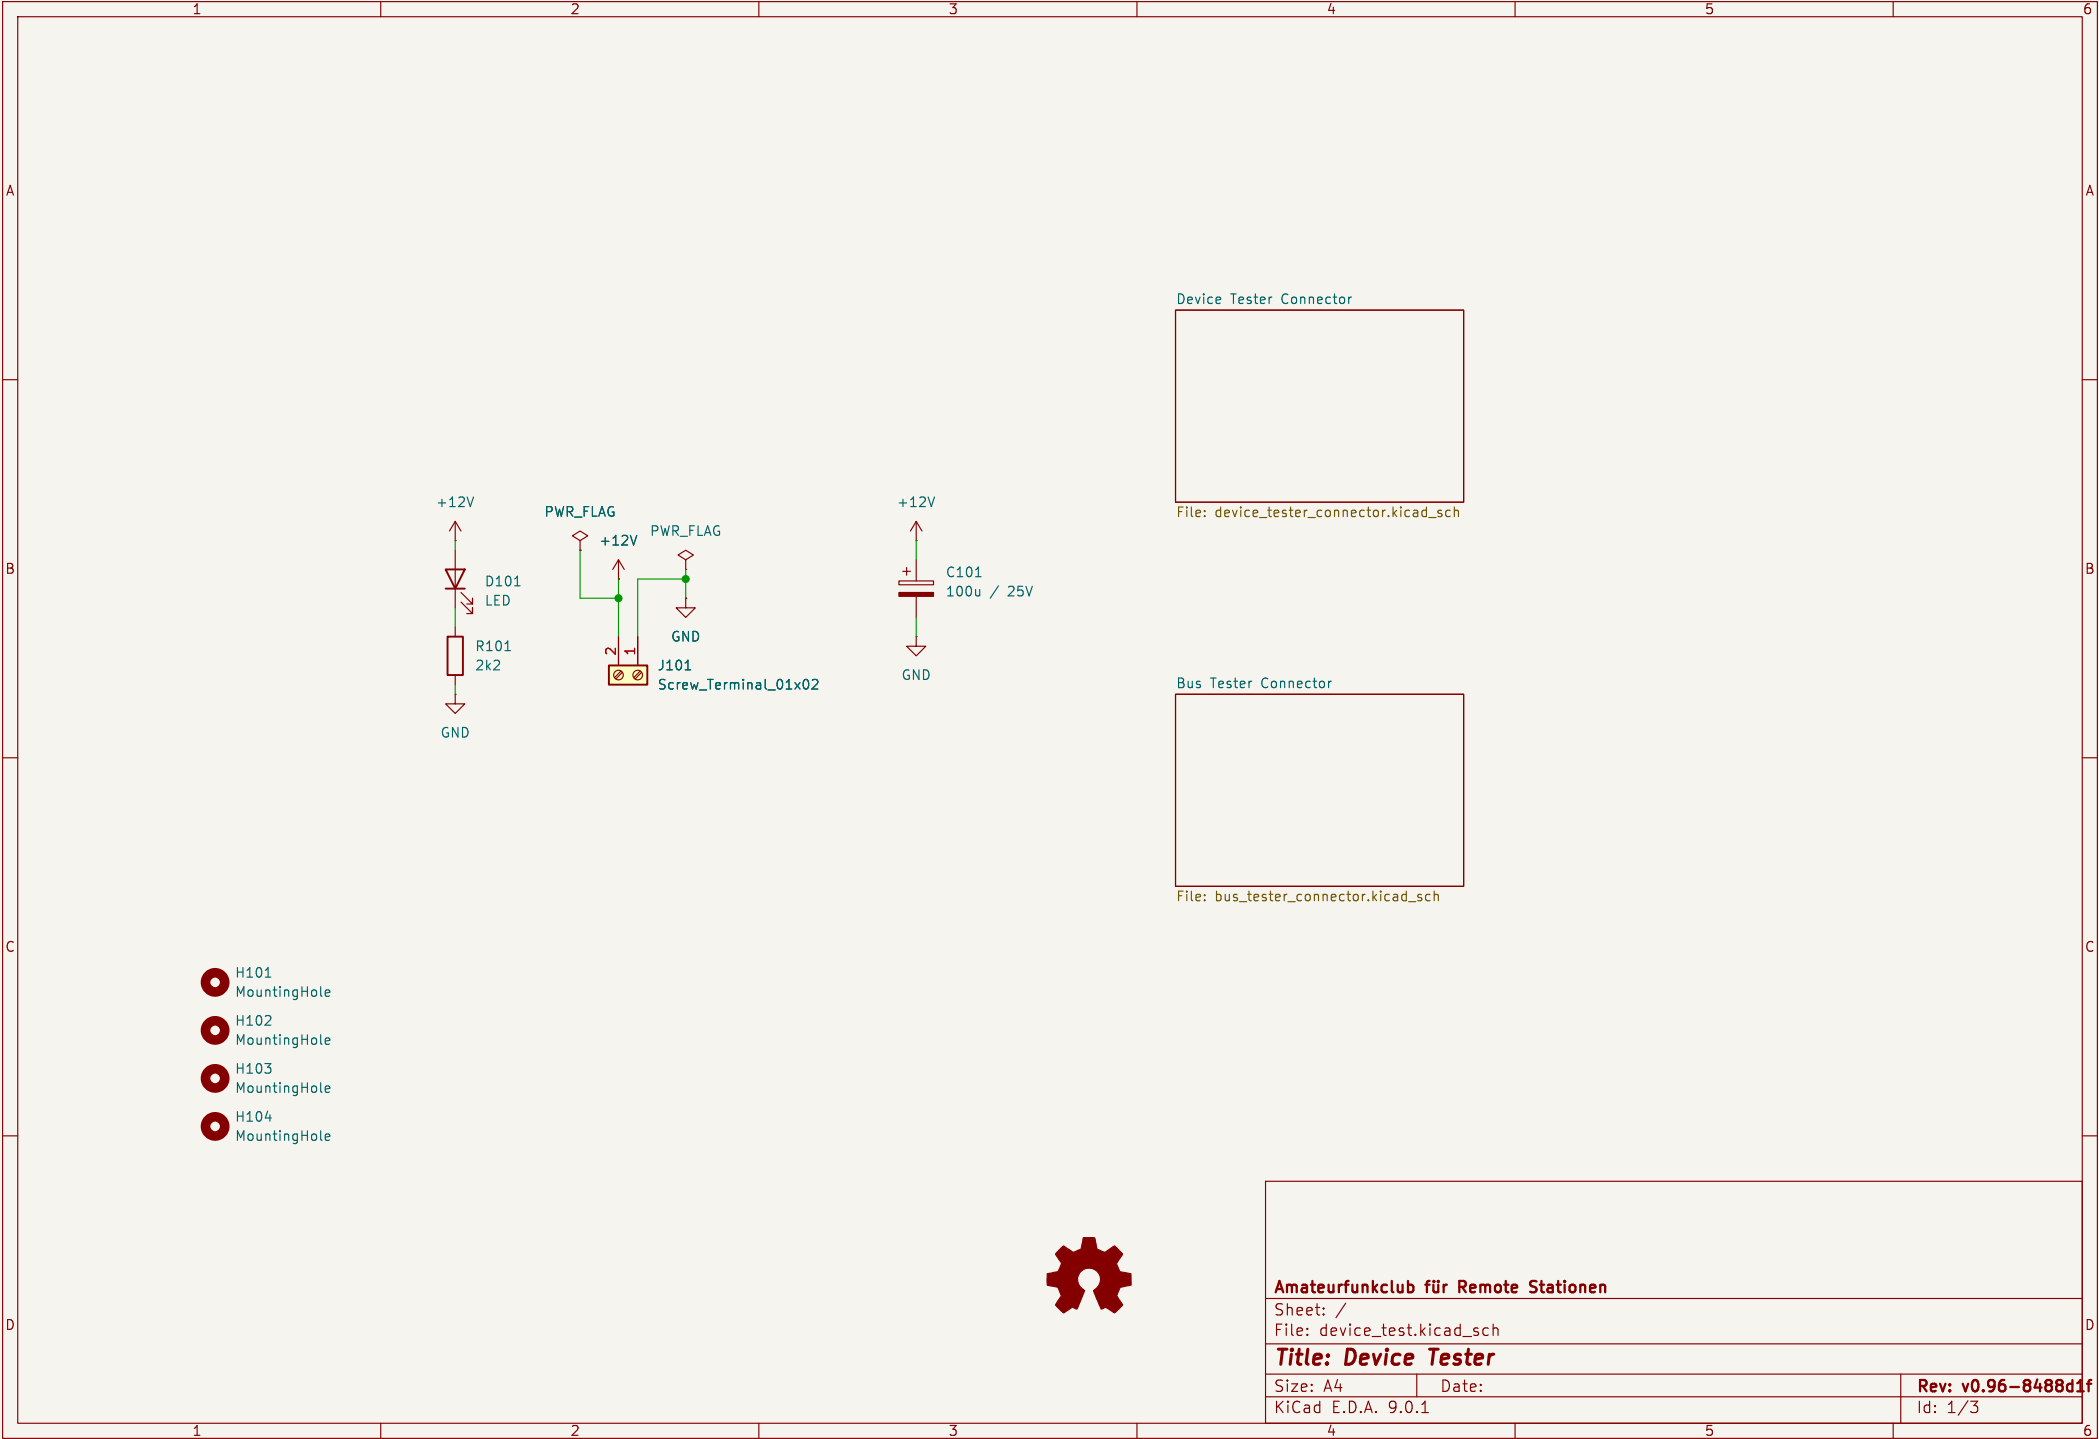 1 2 3 4 5 6
A A
B B
C C
D D
Device Tester Connector
File: device_tester_connector.kicad_sch
+12V
D101
LED
R101
2k2
GND
PWR_FLAG
+12V
PWR_FLAG
GND
2 1
J101
Screw_Terminal_01x02
+12V
+
C101
100u / 25V
GND
Bus Tester Connector
File: bus_tester_connector.kicad_sch
H101
MountingHole
H102
MountingHole
H103
MountingHole
H104
MountingHole
Amateurfunkclub für Remote Stationen
Sheet: /
File: device_test.kicad_sch
Title: Device Tester
Size: A4 Date: Rev: v0.96-8488d1f
KiCad E.D.A. 9.0.1 Id: 1/3
1 2 3 4 5 6